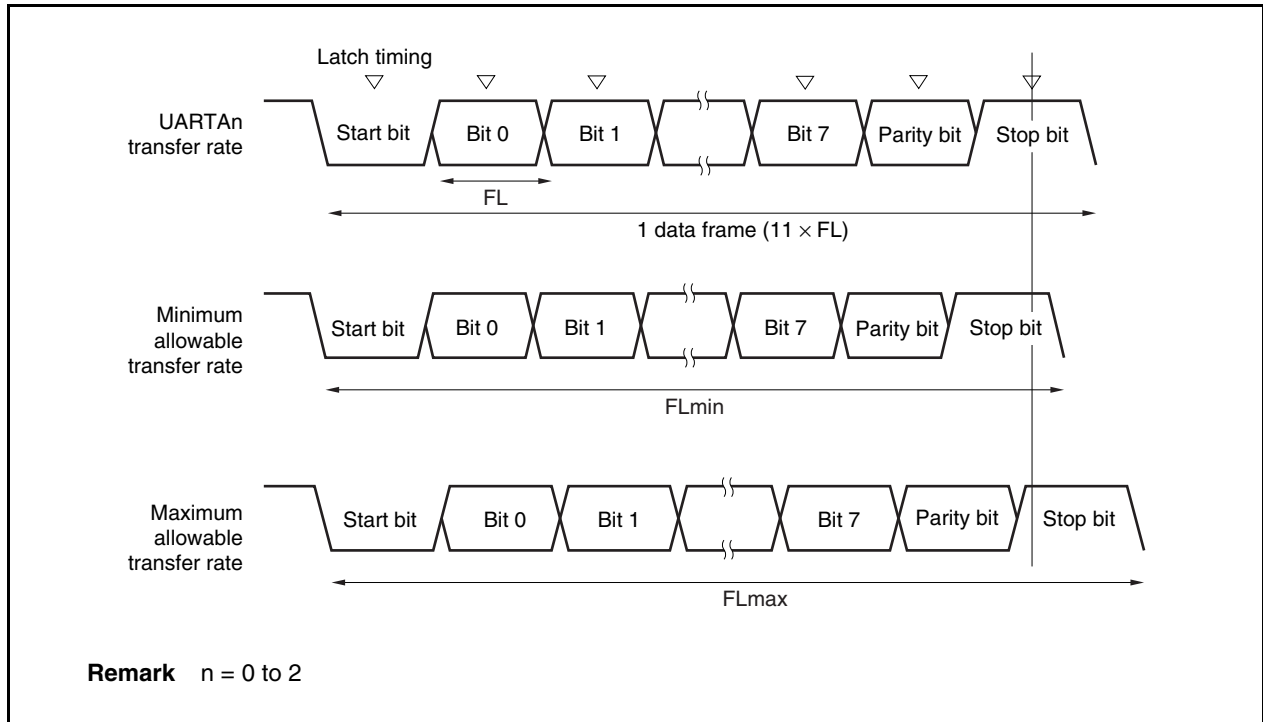 Latch timing
UARTAn
transfer rate
Start bit
Bit 0
Bit 1
Bit 7
Parity bit
Stop bit
FL
1 data frame (11 × FL)
Minimum
allowable
transfer rate
Start bit
Bit 0
Bit 1
Bit 7
Parity bit
Stop bit
FLmin
Maximum
allowable
transfer rate
Start bit
Bit 0
Bit 1
Bit 7
Parity bit
Stop bit
FLmax
Remark n = 0 to 2